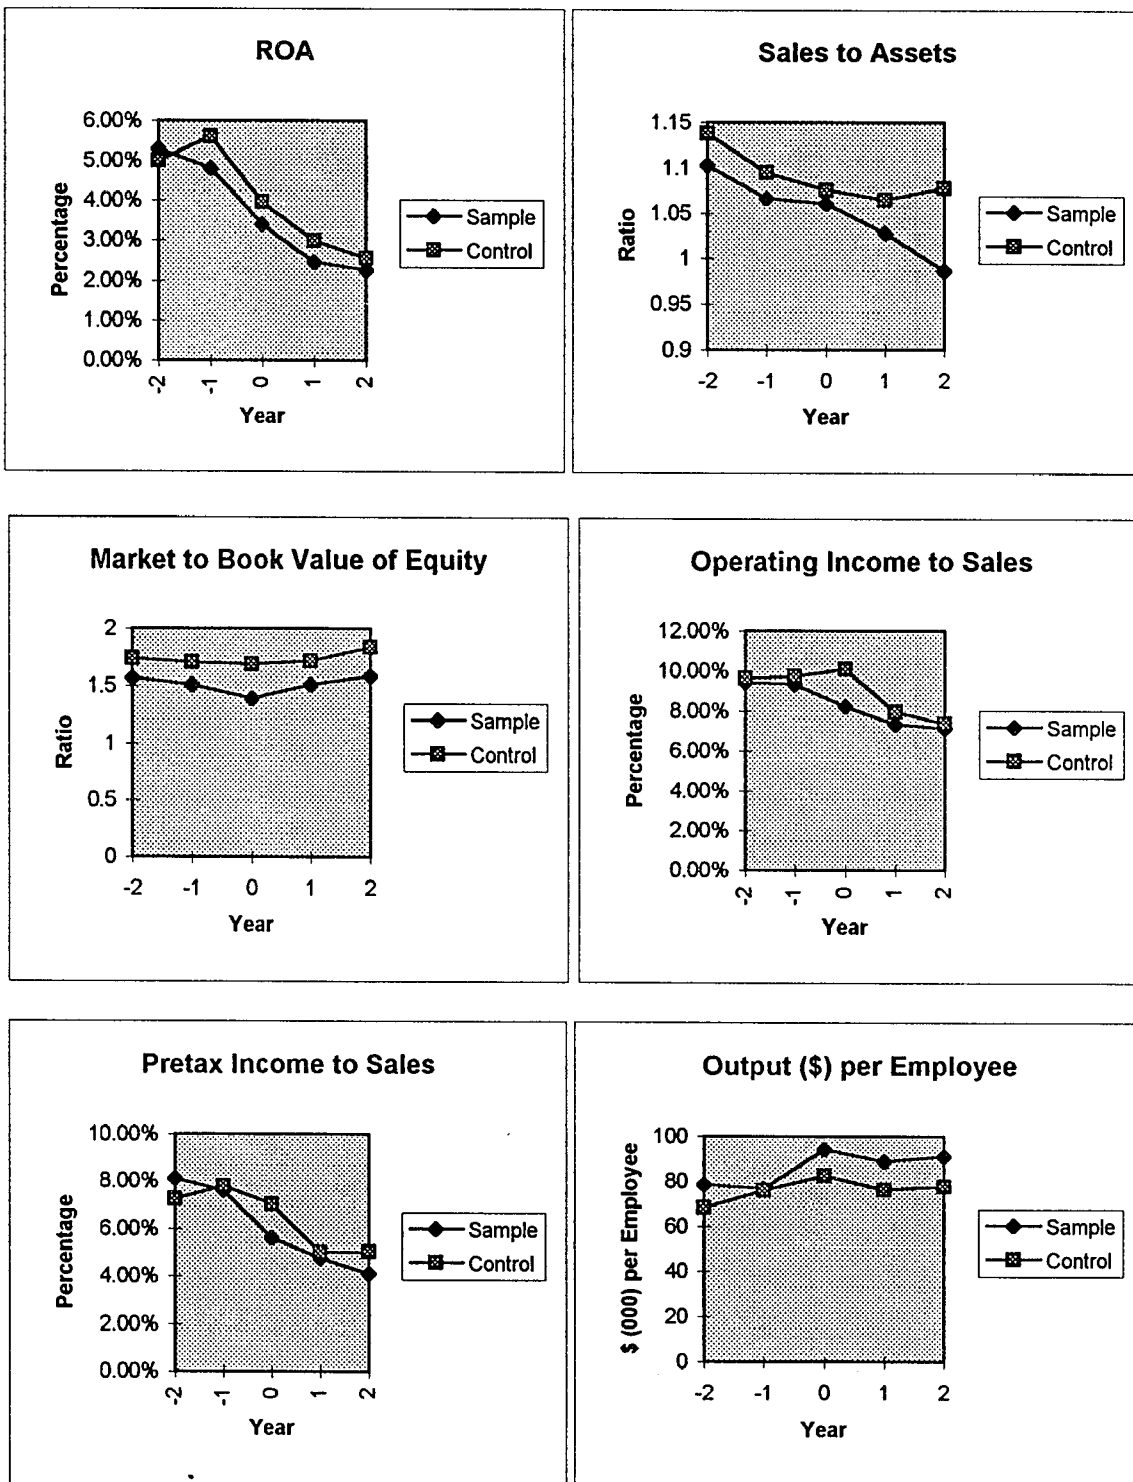 ROA
6.00%
5.00%
4.00%
3.00%
2.00%
1.00%
0.00%
Percentage
-2
-1
0
1
2
Year
Sample
Control
Sales to Assets
1.15
1.1
1.05
1
0.95
0.9
Ratio
-2
-1
0
1
2
Year
Sample
Control
Market to Book Value of Equity
2
1.5
1
0.5
0
Ratio
-2
-1
0
1
2
Year
Sample
Control
Operating Income to Sales
12.00%
10.00%
8.00%
6.00%
4.00%
2.00%
0.00%
Percentage
-2
-1
0
1
2
Year
Sample
Control
Pretax Income to Sales
10.00%
8.00%
6.00%
4.00%
2.00%
0.00%
Percentage
-2
-1
0
1
2
Year
Sample
Control
Output ($) per Employee
100
80
60
40
20
0
$ (000) per Employee
-2
-1
0
1
2
Year
Sample
Control